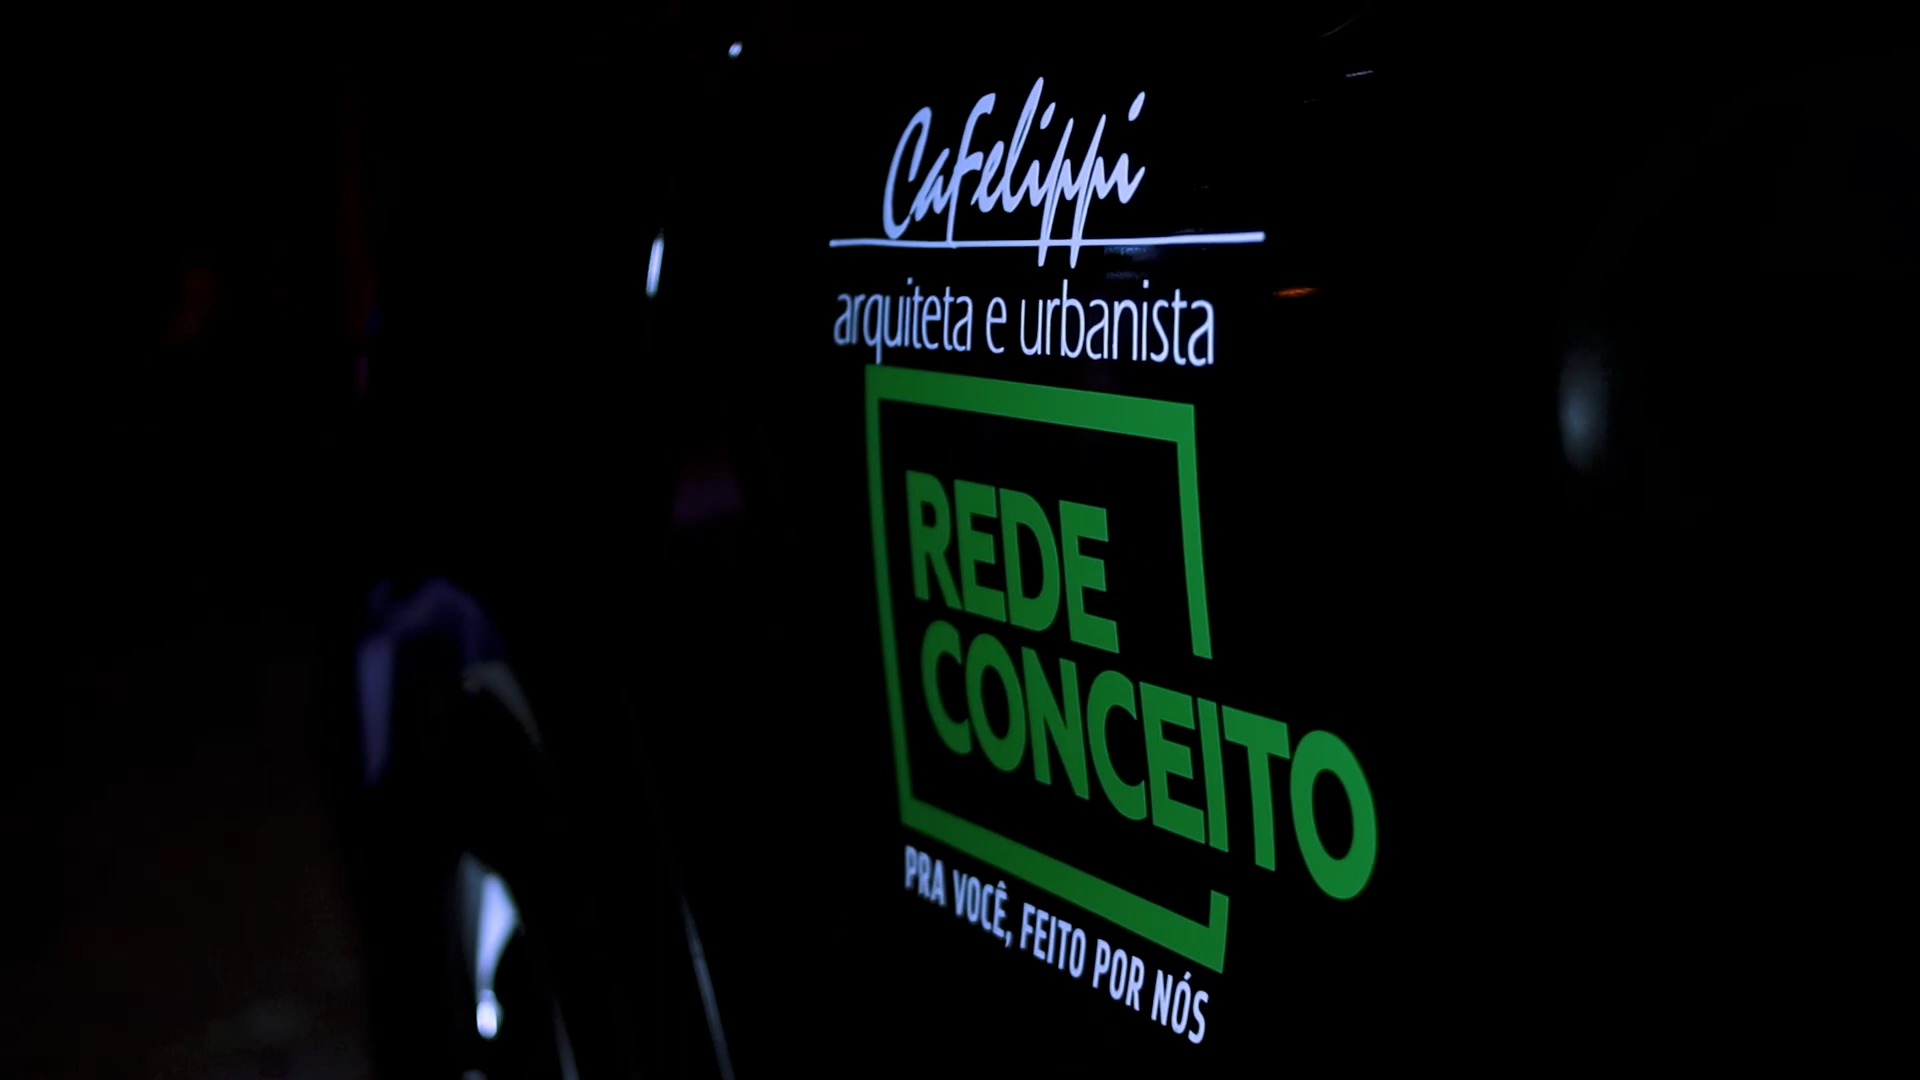 CaFelippi
arquiteta e urbanista
REDE
CONCEITO
PRA VOCÊ, FEITO POR NÓS